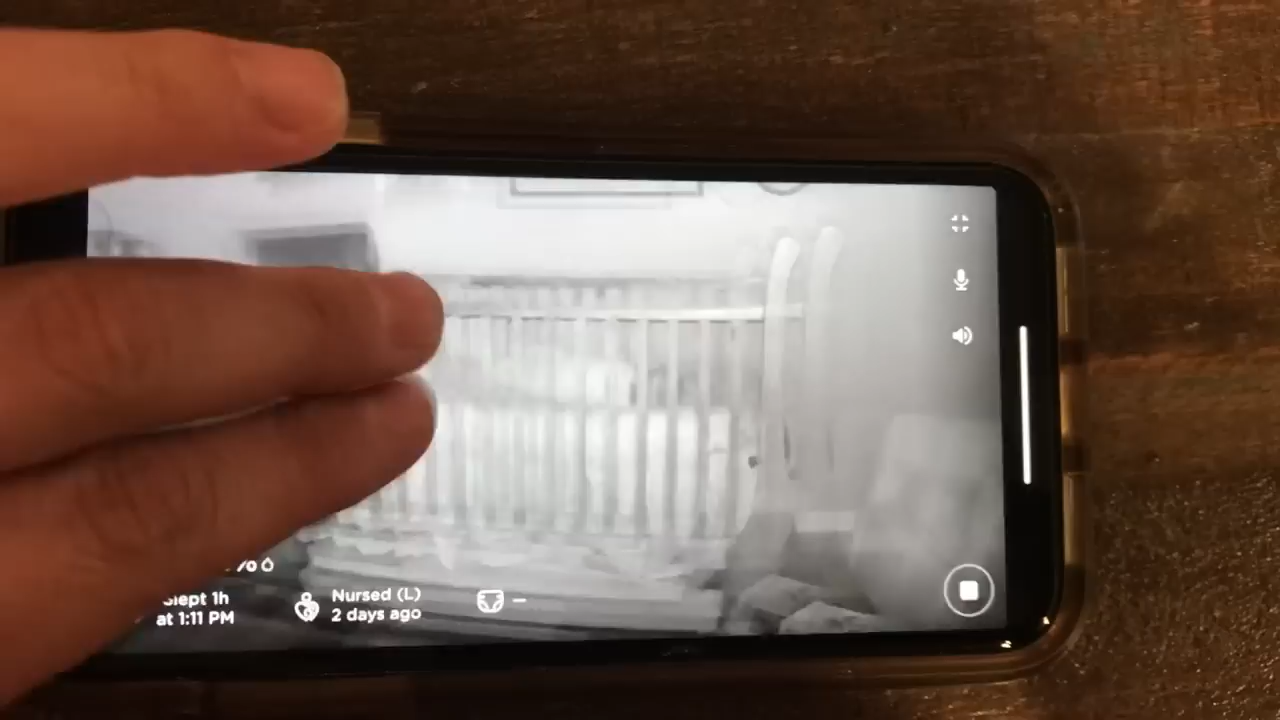 Slept 1h
at 1:11 PM
Nursed (L)
2 days ago
–